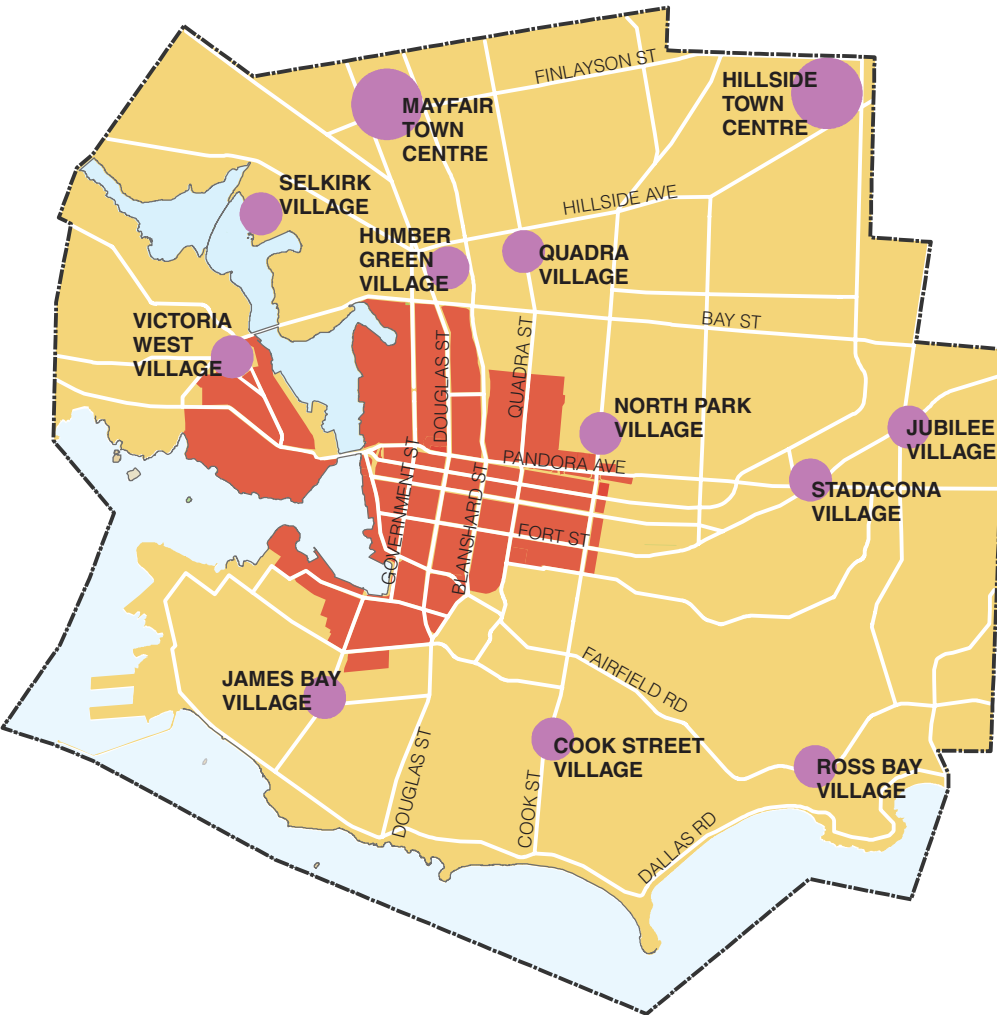 FINLAYSON ST
HILLSIDE
TOWN
CENTRE
MAYFAIR
TOWN
CENTRE
SELKIRK
VILLAGE
HILLSIDE AVE
HUMBER
GREEN
VILLAGE
QUADRA
VILLAGE
VICTORIA
WEST
VILLAGE
BAY ST
DOUGLAS ST
QUADRA ST
NORTH PARK
VILLAGE
JUBILEE
VILLAGE
PANDORA AVE
STADACONA
VILLAGE
GOVERNMENT ST
BLANSHARD ST
FORT ST
JAMES BAY
VILLAGE
FAIRFIELD RD
COOK STREET
VILLAGE
ROSS BAY
VILLAGE
DOUGLAS ST
COOK ST
DALLAS RD